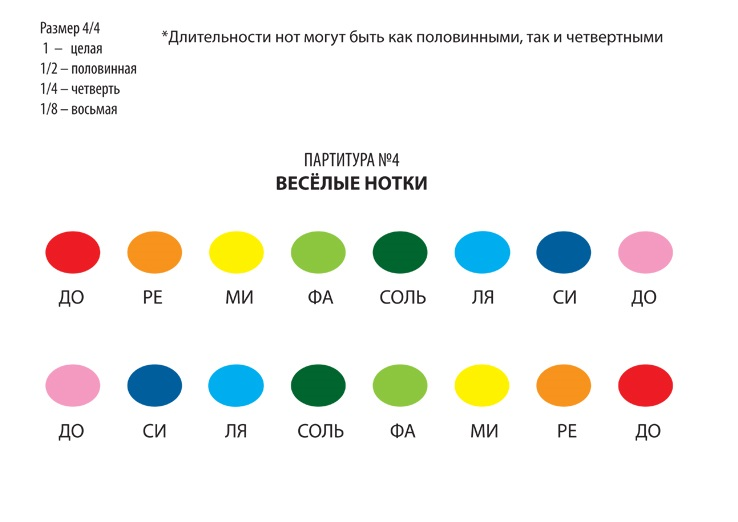 Размер 4/4
1 – целая
1/2 – половинная
1/4 – четверть
1/8 – восьмая
*Длительности нот могут быть как половинными, так и четвертными
ПАРТИТУРА №4
ВЕСЁЛЫЕ НОТКИ
ДО РЕ МИ ФА СОЛЬ ЛЯ СИ ДО
ДО СИ ЛЯ СОЛЬ ФА МИ РЕ ДО